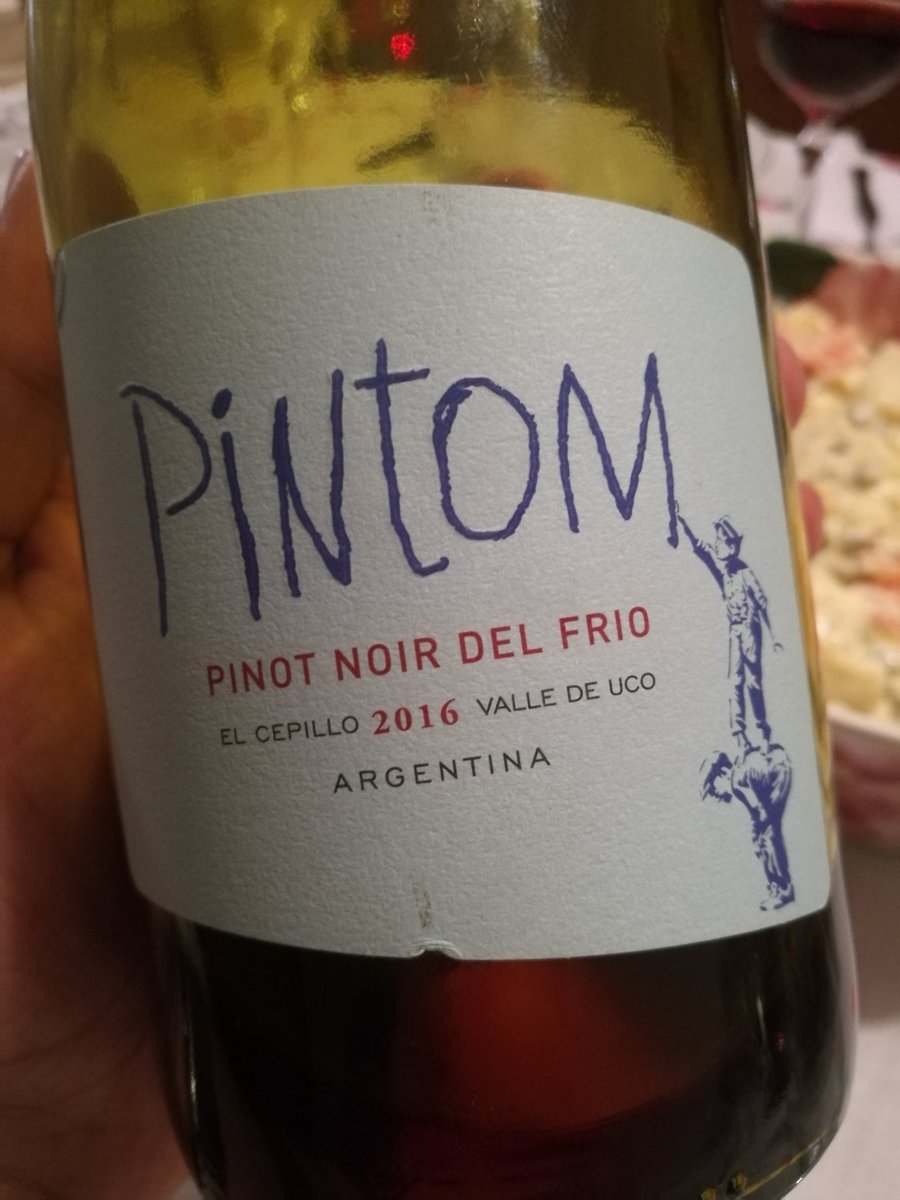 PiNtOM
PINOT NOIR DEL FRIO
EL CEPILLO 2016 VALLE DE UCO
ARGENTINA